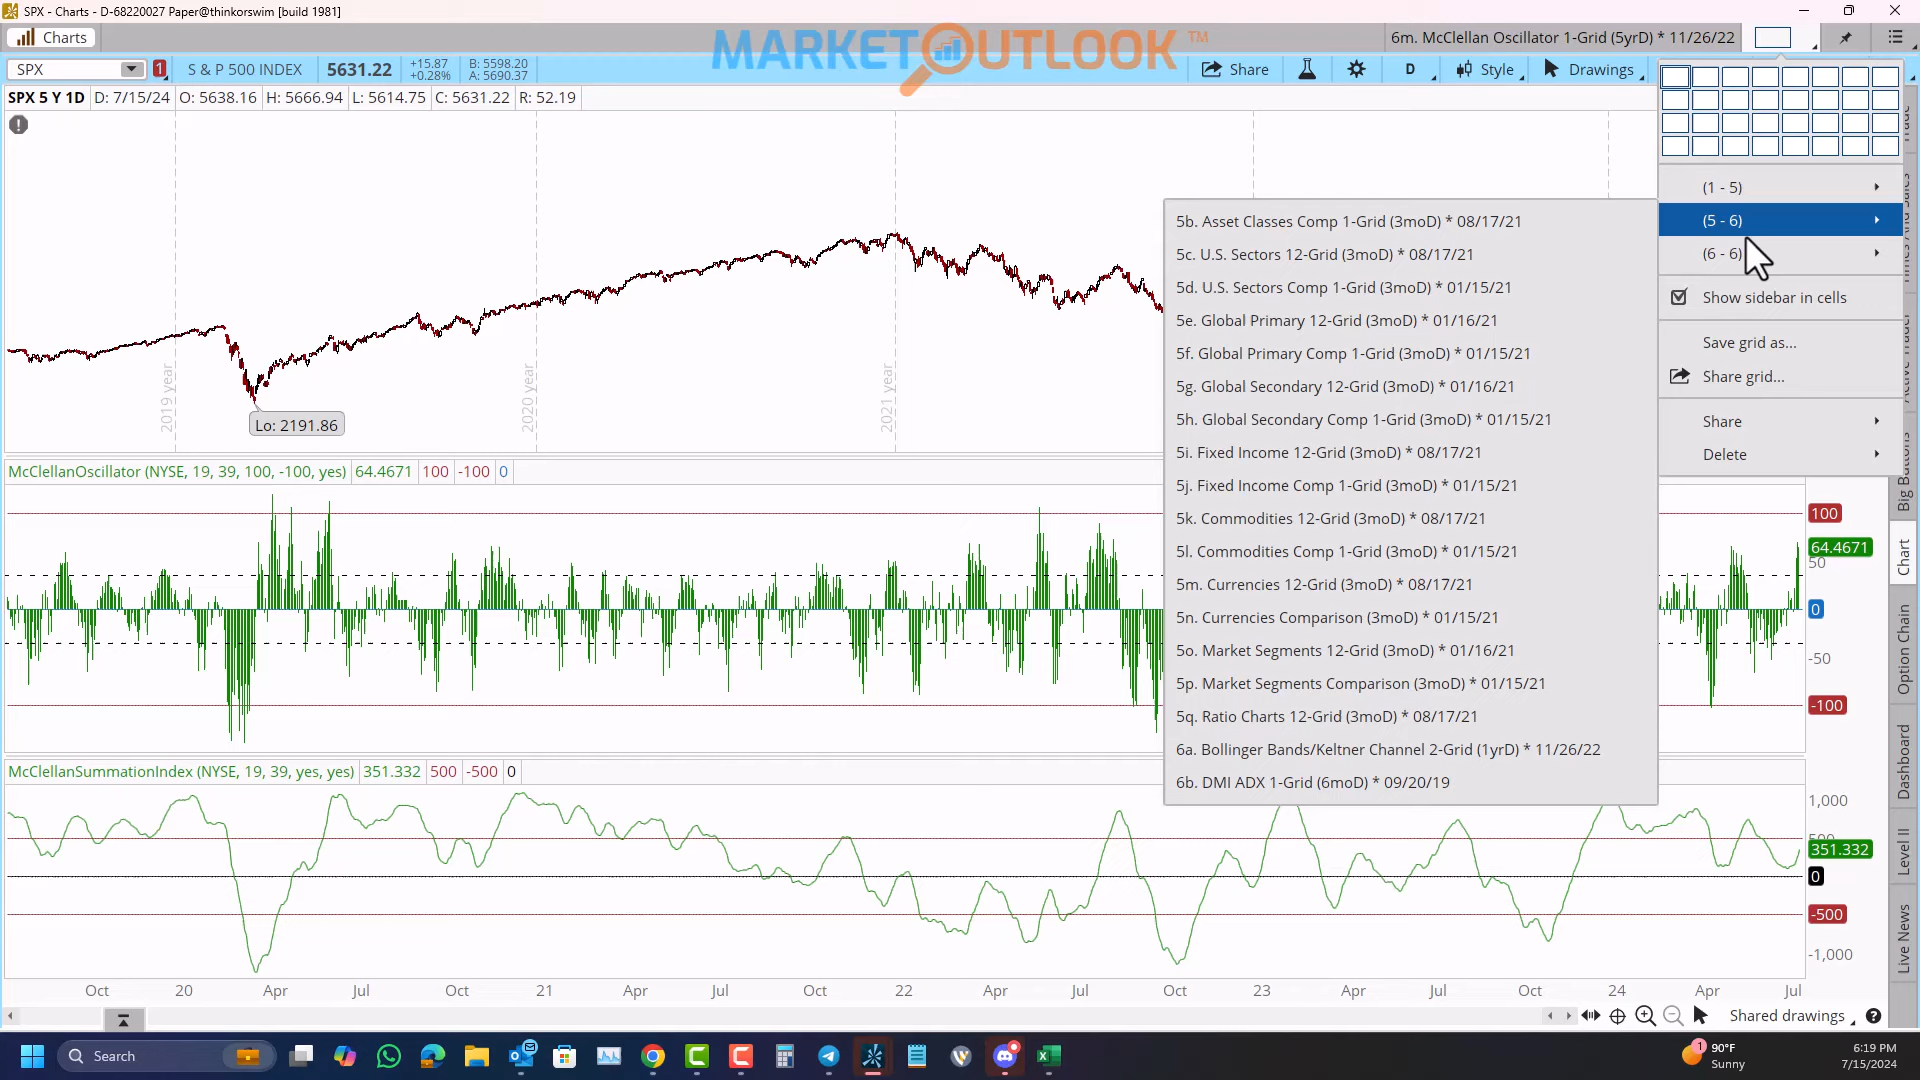 SPX - Charts - D-68220027 Paper@thinkorswim [build 1981]
Charts
MARKET OUTLOOK ™
6m. McClellan Oscillator 1-Grid (5yrD) * 11/26/22
SPX
1
S & P 500 INDEX
5631.22
+15.87
+0.28%
B: 5598.20
A: 5690.37
Share
D
Style
Drawings
SPX 5 Y 1D
D: 7/15/24
O: 5638.16
H: 5666.94
L: 5614.75
C: 5631.22
R: 52.19
2019 year
2020 year
2021 year
Lo: 2191.86
5b. Asset Classes Comp 1-Grid (3moD) * 08/17/21
5c. U.S. Sectors 12-Grid (3moD) * 08/17/21
5d. U.S. Sectors Comp 1-Grid (3moD) * 01/15/21
5e. Global Primary 12-Grid (3moD) * 01/16/21
5f. Global Primary Comp 1-Grid (3moD) * 01/15/21
5g. Global Secondary 12-Grid (3moD) * 01/16/21
5h. Global Secondary Comp 1-Grid (3moD) * 01/15/21
5i. Fixed Income 12-Grid (3moD) * 08/17/21
5j. Fixed Income Comp 1-Grid (3moD) * 01/15/21
5k. Commodities 12-Grid (3moD) * 08/17/21
5l. Commodities Comp 1-Grid (3moD) * 01/15/21
5m. Currencies 12-Grid (3moD) * 08/17/21
5n. Currencies Comparison (3moD) * 01/15/21
5o. Market Segments 12-Grid (3moD) * 01/16/21
5p. Market Segments Comparison (3moD) * 01/15/21
5q. Ratio Charts 12-Grid (3moD) * 08/17/21
6a. Bollinger Bands/Keltner Channel 2-Grid (1yrD) * 11/26/22
6b. DMI ADX 1-Grid (6moD) * 09/20/19
(1 - 5)
(5 - 6)
(6 - 6)
Show sidebar in cells
Save grid as...
Share grid...
Share
Delete
McClellanOscillator (NYSE, 19, 39, 100, -100, yes)
64.4671
100
-100
0
100
64.4671
50
0
-50
-100
McClellanSummationIndex (NYSE, 19, 39, yes, yes)
351.332
500
-500
0
1,000
351.332
0
-500
-1,000
Oct
20
Apr
Jul
Oct
21
Apr
Jul
Oct
22
Apr
Jul
Oct
23
Apr
Jul
Oct
24
Apr
Jul
Big Buttons
Chart
Option Chain
Dashboard
Level II
Live News
Shared drawings
Search
1
90°F
Sunny
6:19 PM
7/15/2024